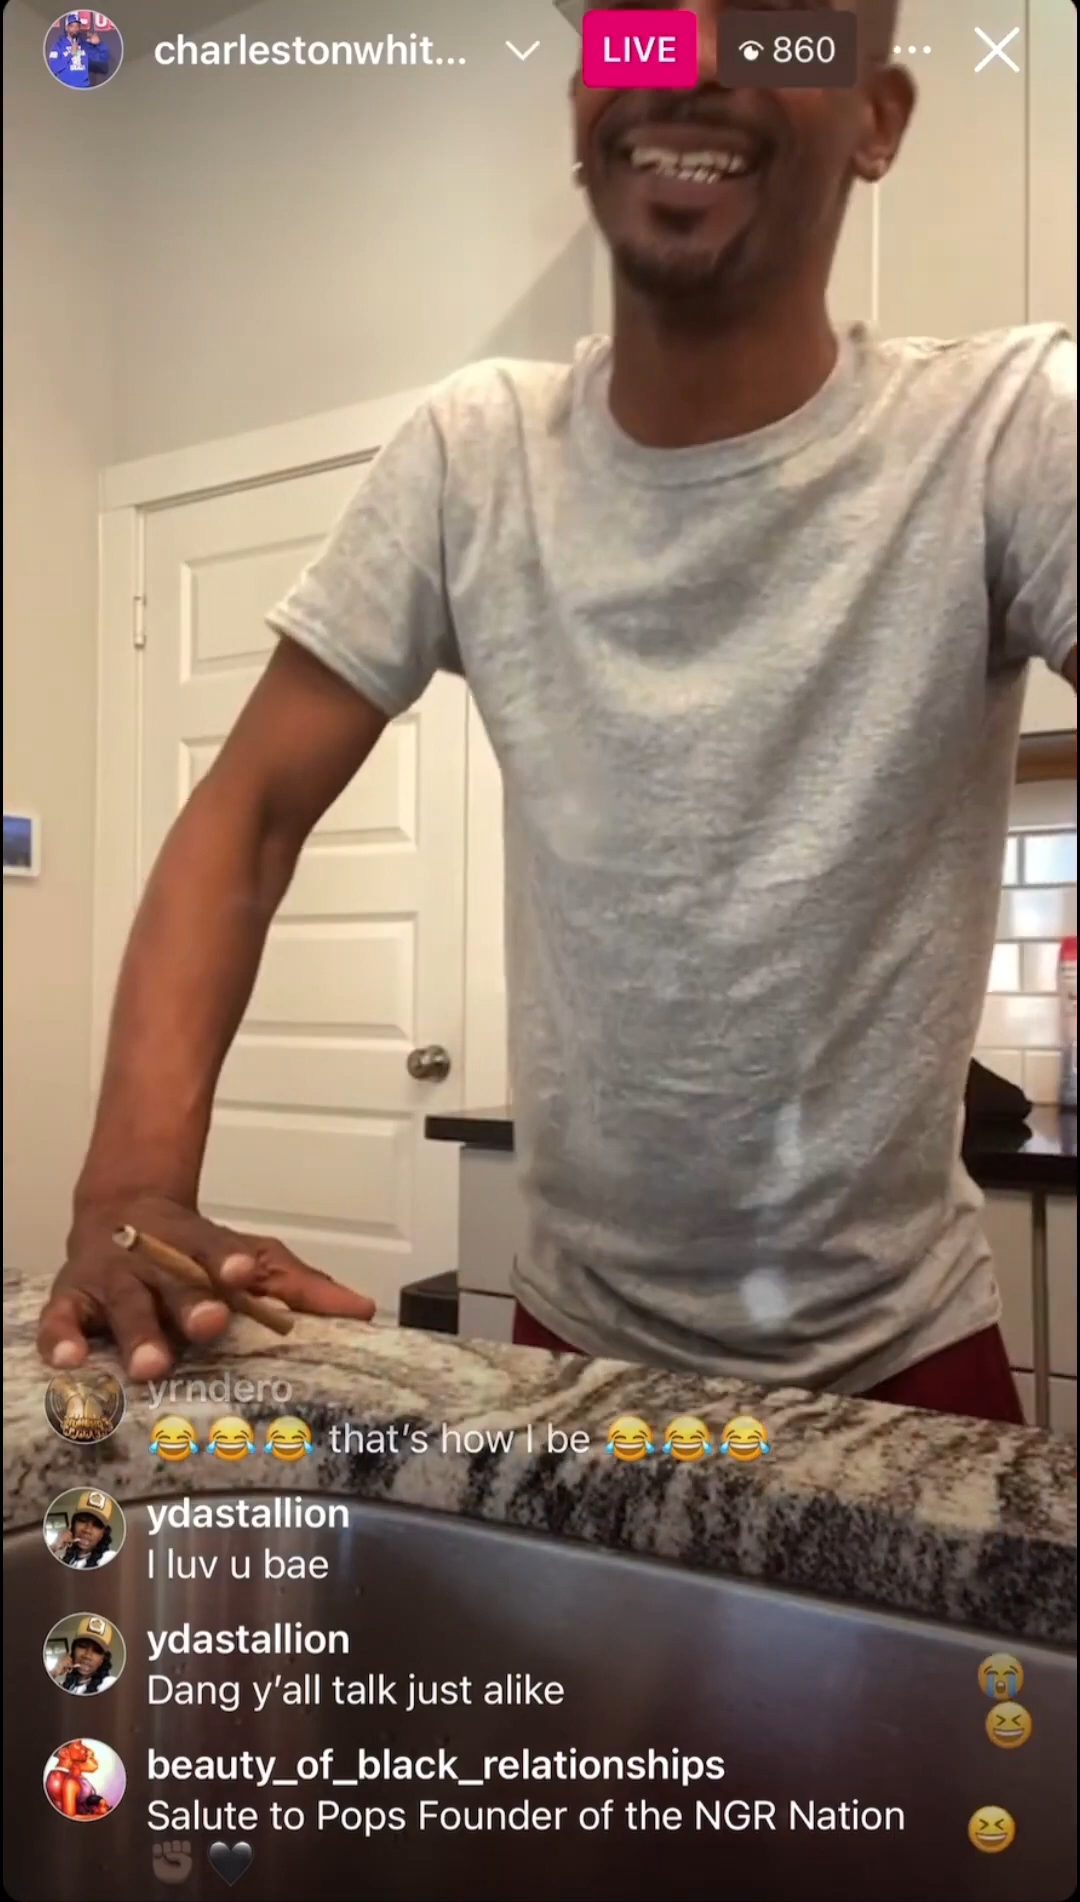 charlestonwhit...
LIVE
860
yrndero
😂😂😂 that's how I be 😂😂😂
ydastallion
I luv u bae
ydastallion
Dang y'all talk just alike
beauty_of_black_relationships
Salute to Pops Founder of the NGR Nation
✊🖤